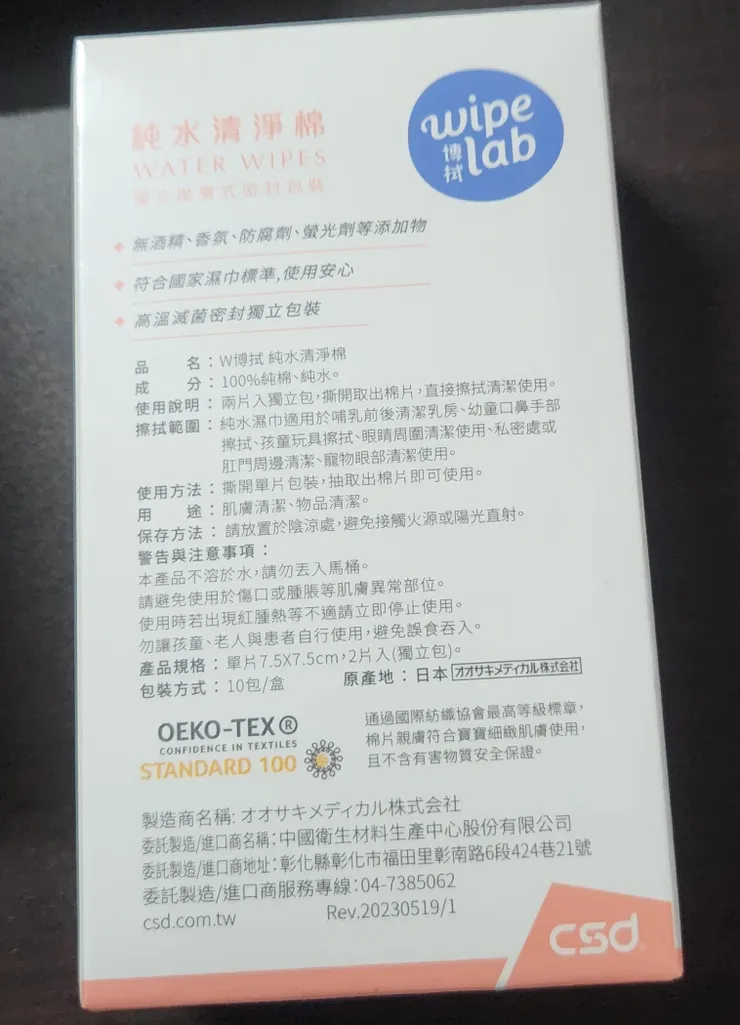 純水清淨棉
WATER WIPES
獨立拋棄式密封包裝
wipe
博拭 lab
無酒精、香氛、防腐劑、螢光劑等添加物
符合國家濕巾標準,使用安心
高溫滅菌密封獨立包裝
品名：W博拭 純水清淨棉
成分：100%純棉、純水。
使用說明：兩片入獨立包，撕開取出棉片，直接擦拭清潔使用。
擦拭範圍：純水濕巾適用於哺乳前後清潔乳房、幼童口鼻手部
擦拭、孩童玩具擦拭、眼睛周圍清潔使用、私密處或
肛門周邊清潔、寵物眼部清潔使用。
使用方法：撕開單片包裝，抽取出棉片即可使用。
用途：肌膚清潔、物品清潔。
保存方法：請放置於陰涼處，避免接觸火源或陽光直射。
警告與注意事項：
本產品不溶於水，請勿丟入馬桶。
請避免使用於傷口或腫脹等肌膚異常部位。
使用時若出現紅腫熱等不適請立即停止使用。
勿讓孩童、老人與患者自行使用，避免誤食吞入。
產品規格：單片7.5X7.5cm，2片入(獨立包)。
包裝方式：10包/盒 原產地：日本 オオサキメディカル株式会社
OEKO-TEX®
CONFIDENCE IN TEXTILES
STANDARD 100
通過國際紡織協會最高等級標章，
棉片親膚符合寶寶細緻肌膚使用，
且不含有害物質安全保證。
製造商名稱: オオサキメディカル株式会社
委託製造/進口商名稱：中國衛生材料生產中心股份有限公司
委託製造/進口商地址：彰化縣彰化市福田里彰南路6段424巷21號
委託製造/進口商服務專線：04-7385062
csd.com.tw Rev.20230519/1
csd